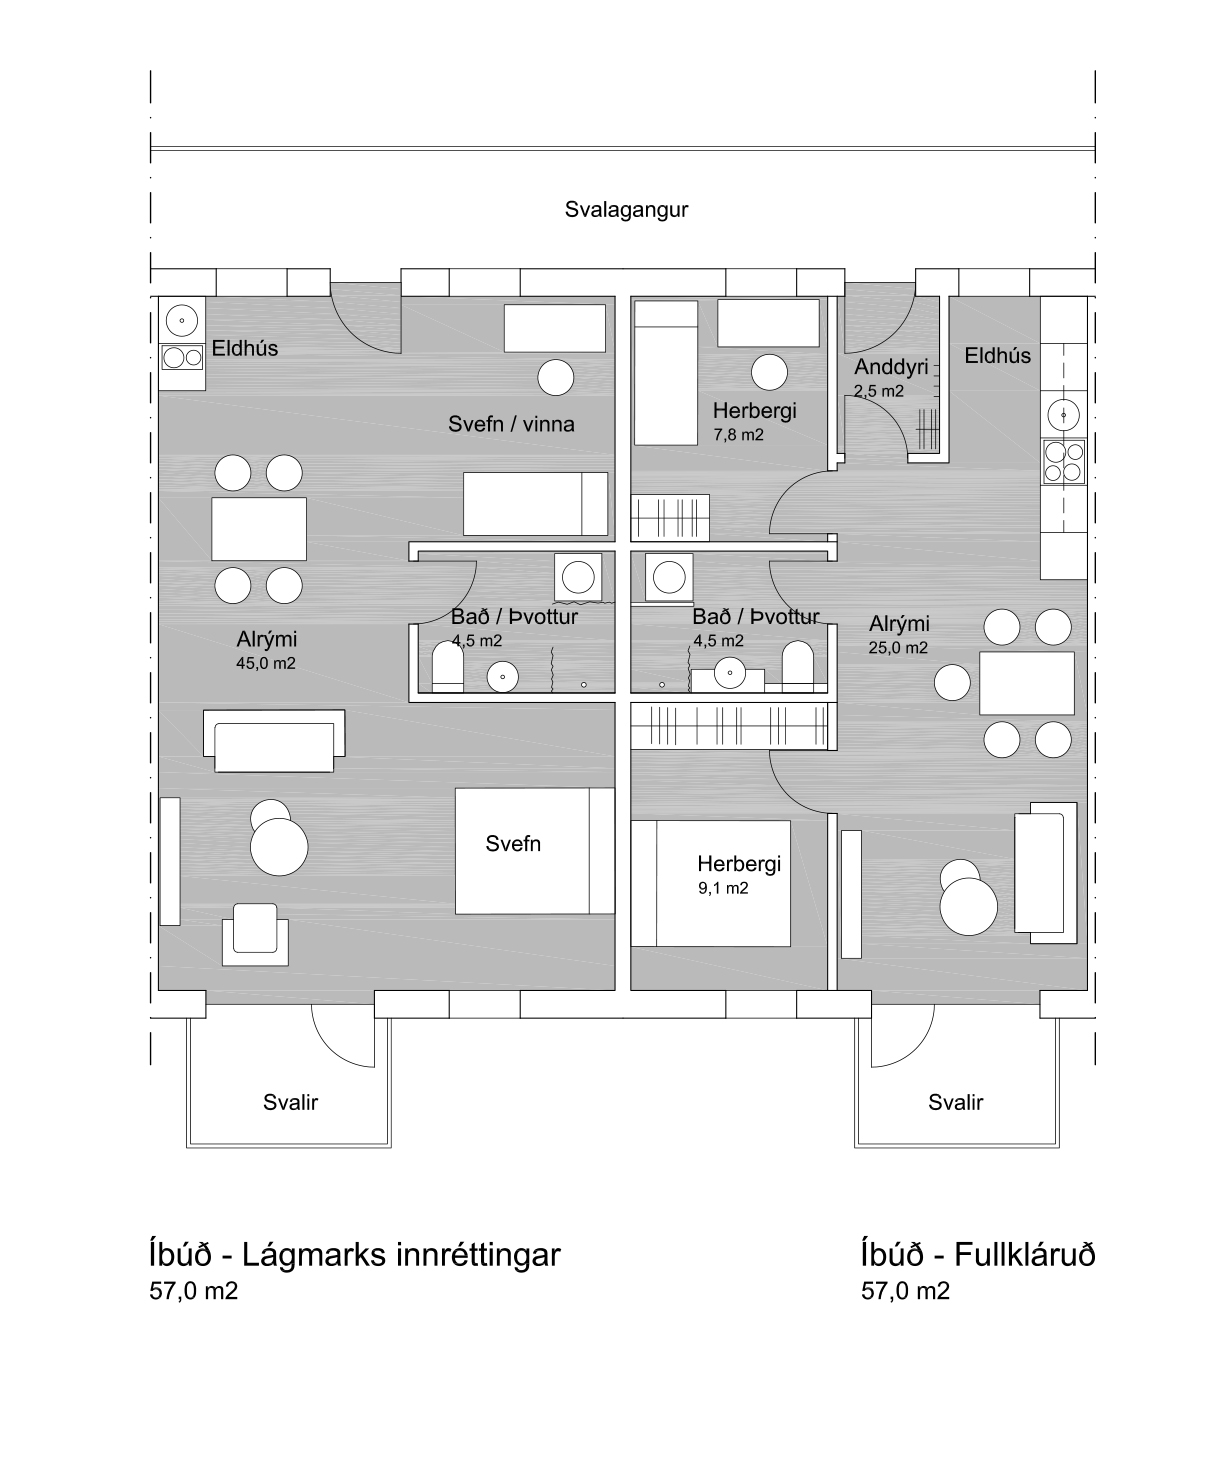 Svalagangur
Eldhús
Svefn / vinna
Herbergi
7,8 m2
Anddyri
2,5 m2
Eldhús
Bað / Þvottur
4,5 m2
Bað / Þvottur
4,5 m2
Alrými
45,0 m2
Alrými
25,0 m2
Svefn
Herbergi
9,1 m2
Svalir
Svalir
Íbúð - Lágmarks innréttingar
57,0 m2
Íbúð - Fullkláruð
57,0 m2